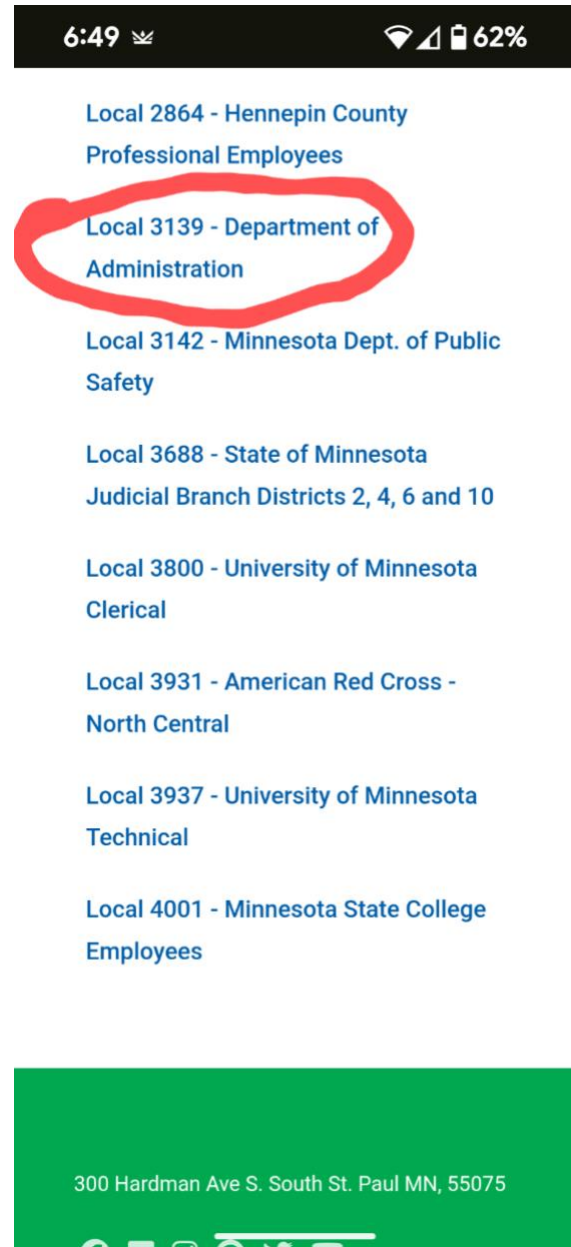 6:49 62%
Local 2864 - Hennepin County
Professional Employees
Local 3139 - Department of
Administration
Local 3142 - Minnesota Dept. of Public
Safety
Local 3688 - State of Minnesota
Judicial Branch Districts 2, 4, 6 and 10
Local 3800 - University of Minnesota
Clerical
Local 3931 - American Red Cross -
North Central
Local 3937 - University of Minnesota
Technical
Local 4001 - Minnesota State College
Employees
300 Hardman Ave S. South St. Paul MN, 55075